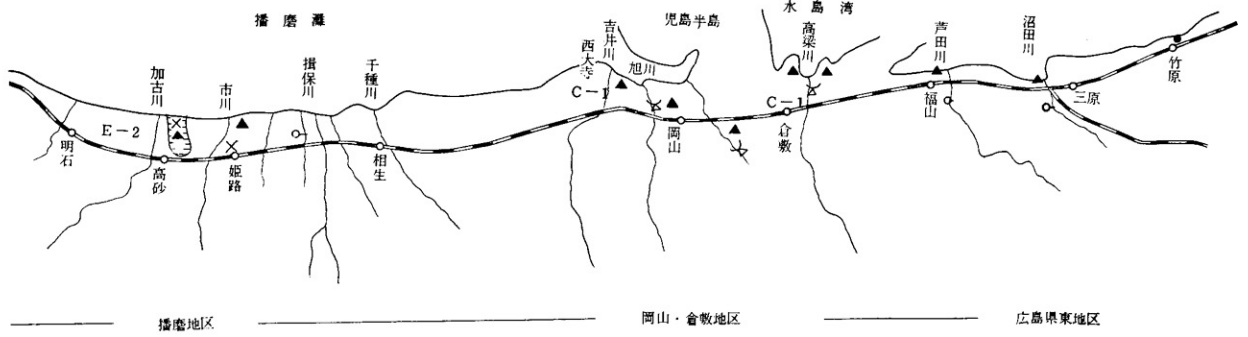 播磨灘
児島半島
水島湾
加古川
市川
揖保川
千種川
西大寺
吉井川
旭川
高梁川
芦田川
沼田川
E-2
C-1
C-1
明石
高砂
姫路
相生
岡山
倉敷
福山
三原
竹原
播磨地区
岡山・倉敷地区
広島県東地区